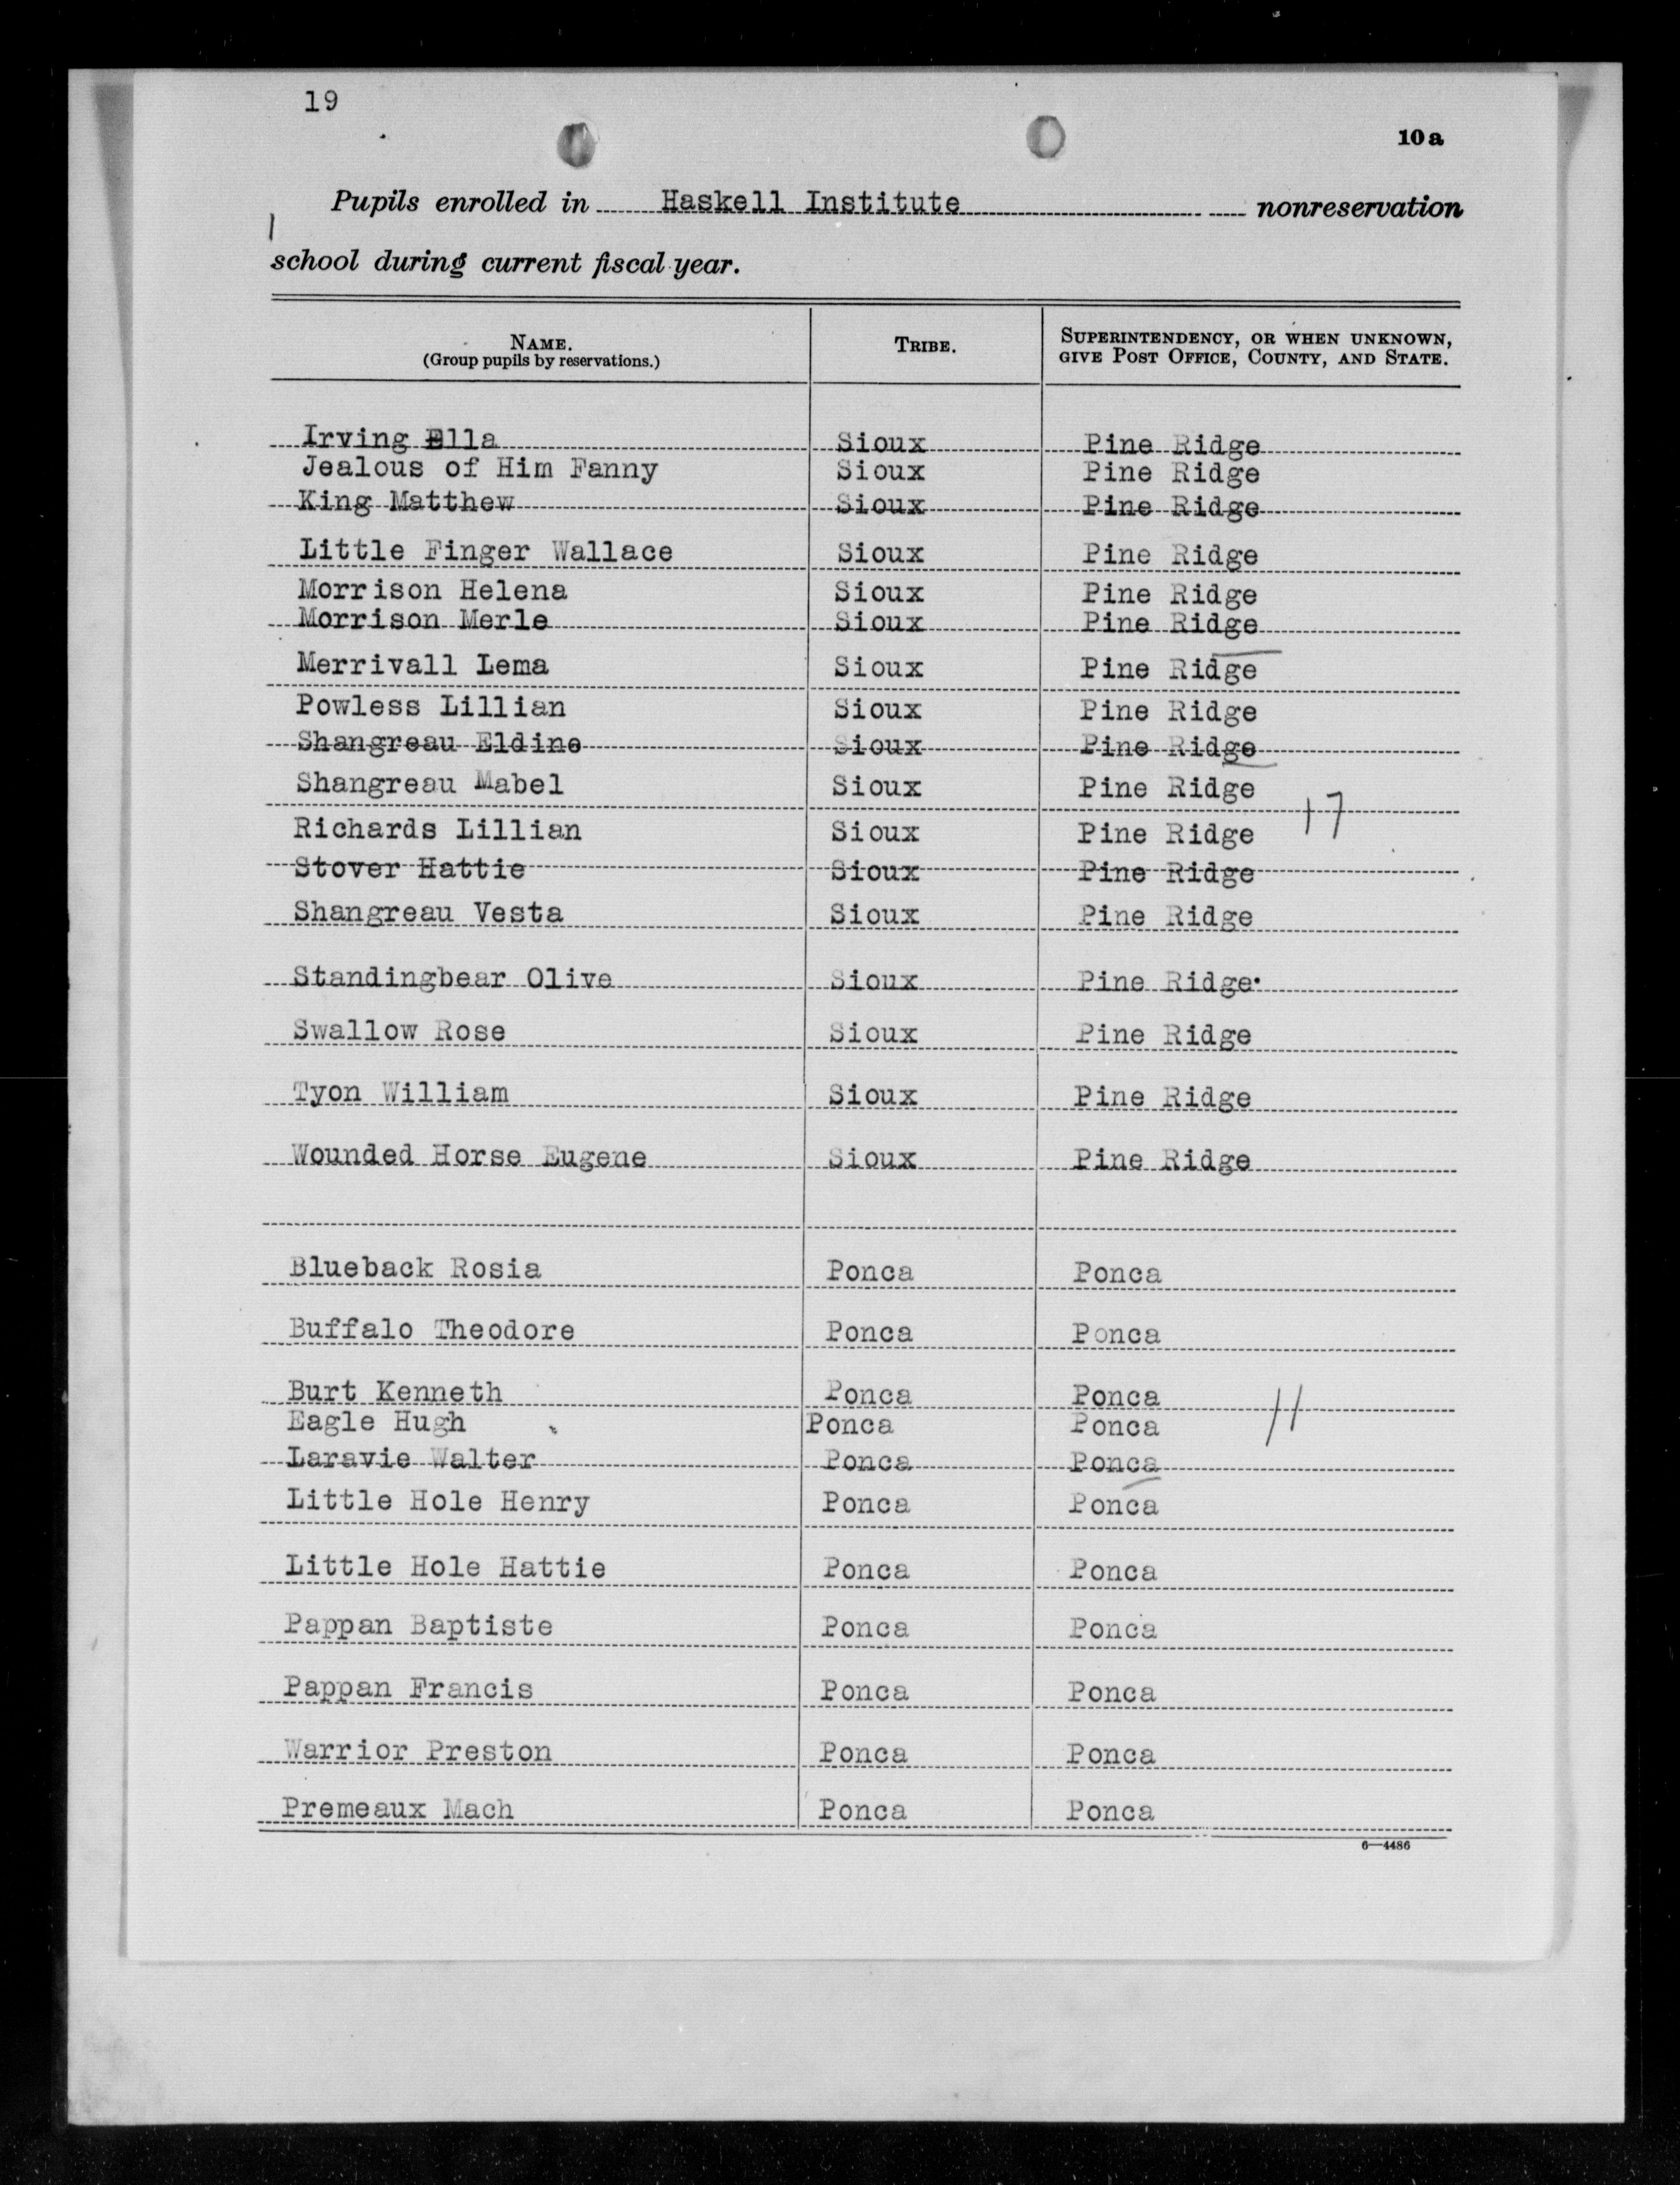 19
10a
Pupils enrolled in Haskell Institute nonreservation
school during current fiscal year.
NAME. TRIBE. SUPERINTENDENCY, OR WHEN UNKNOWN,
(Group pupils by reservations.) GIVE POST OFFICE, COUNTY, AND STATE.
Irving Ella Sioux Pine Ridge
Jealous of Him Fanny Sioux Pine Ridge
King Matthew Sioux Pine Ridge
Little Finger Wallace Sioux Pine Ridge
Morrison Helena Sioux Pine Ridge
Morrison Merle Sioux Pine Ridge
Merrivall Lema Sioux Pine Ridge
Powless Lillian Sioux Pine Ridge
Shangreau Eldine Sioux Pine Ridge
Shangreau Mabel Sioux Pine Ridge
17
Richards Lillian Sioux Pine Ridge
Stover Hattie Sioux Pine Ridge
Shangreau Vesta Sioux Pine Ridge
Standingbear Olive Sioux Pine Ridge
Swallow Rose Sioux Pine Ridge
Tyon William Sioux Pine Ridge
Wounded Horse Eugene Sioux Pine Ridge
Blueback Rosia Ponca Ponca
Buffalo Theodore Ponca Ponca
Burt Kenneth Ponca Ponca
11
Eagle Hugh Ponca Ponca
Laravie Walter Ponca Ponca
Little Hole Henry Ponca Ponca
Little Hole Hattie Ponca Ponca
Pappan Baptiste Ponca Ponca
Pappan Francis Ponca Ponca
Warrior Preston Ponca Ponca
Premeaux Mach Ponca Ponca
6—4486